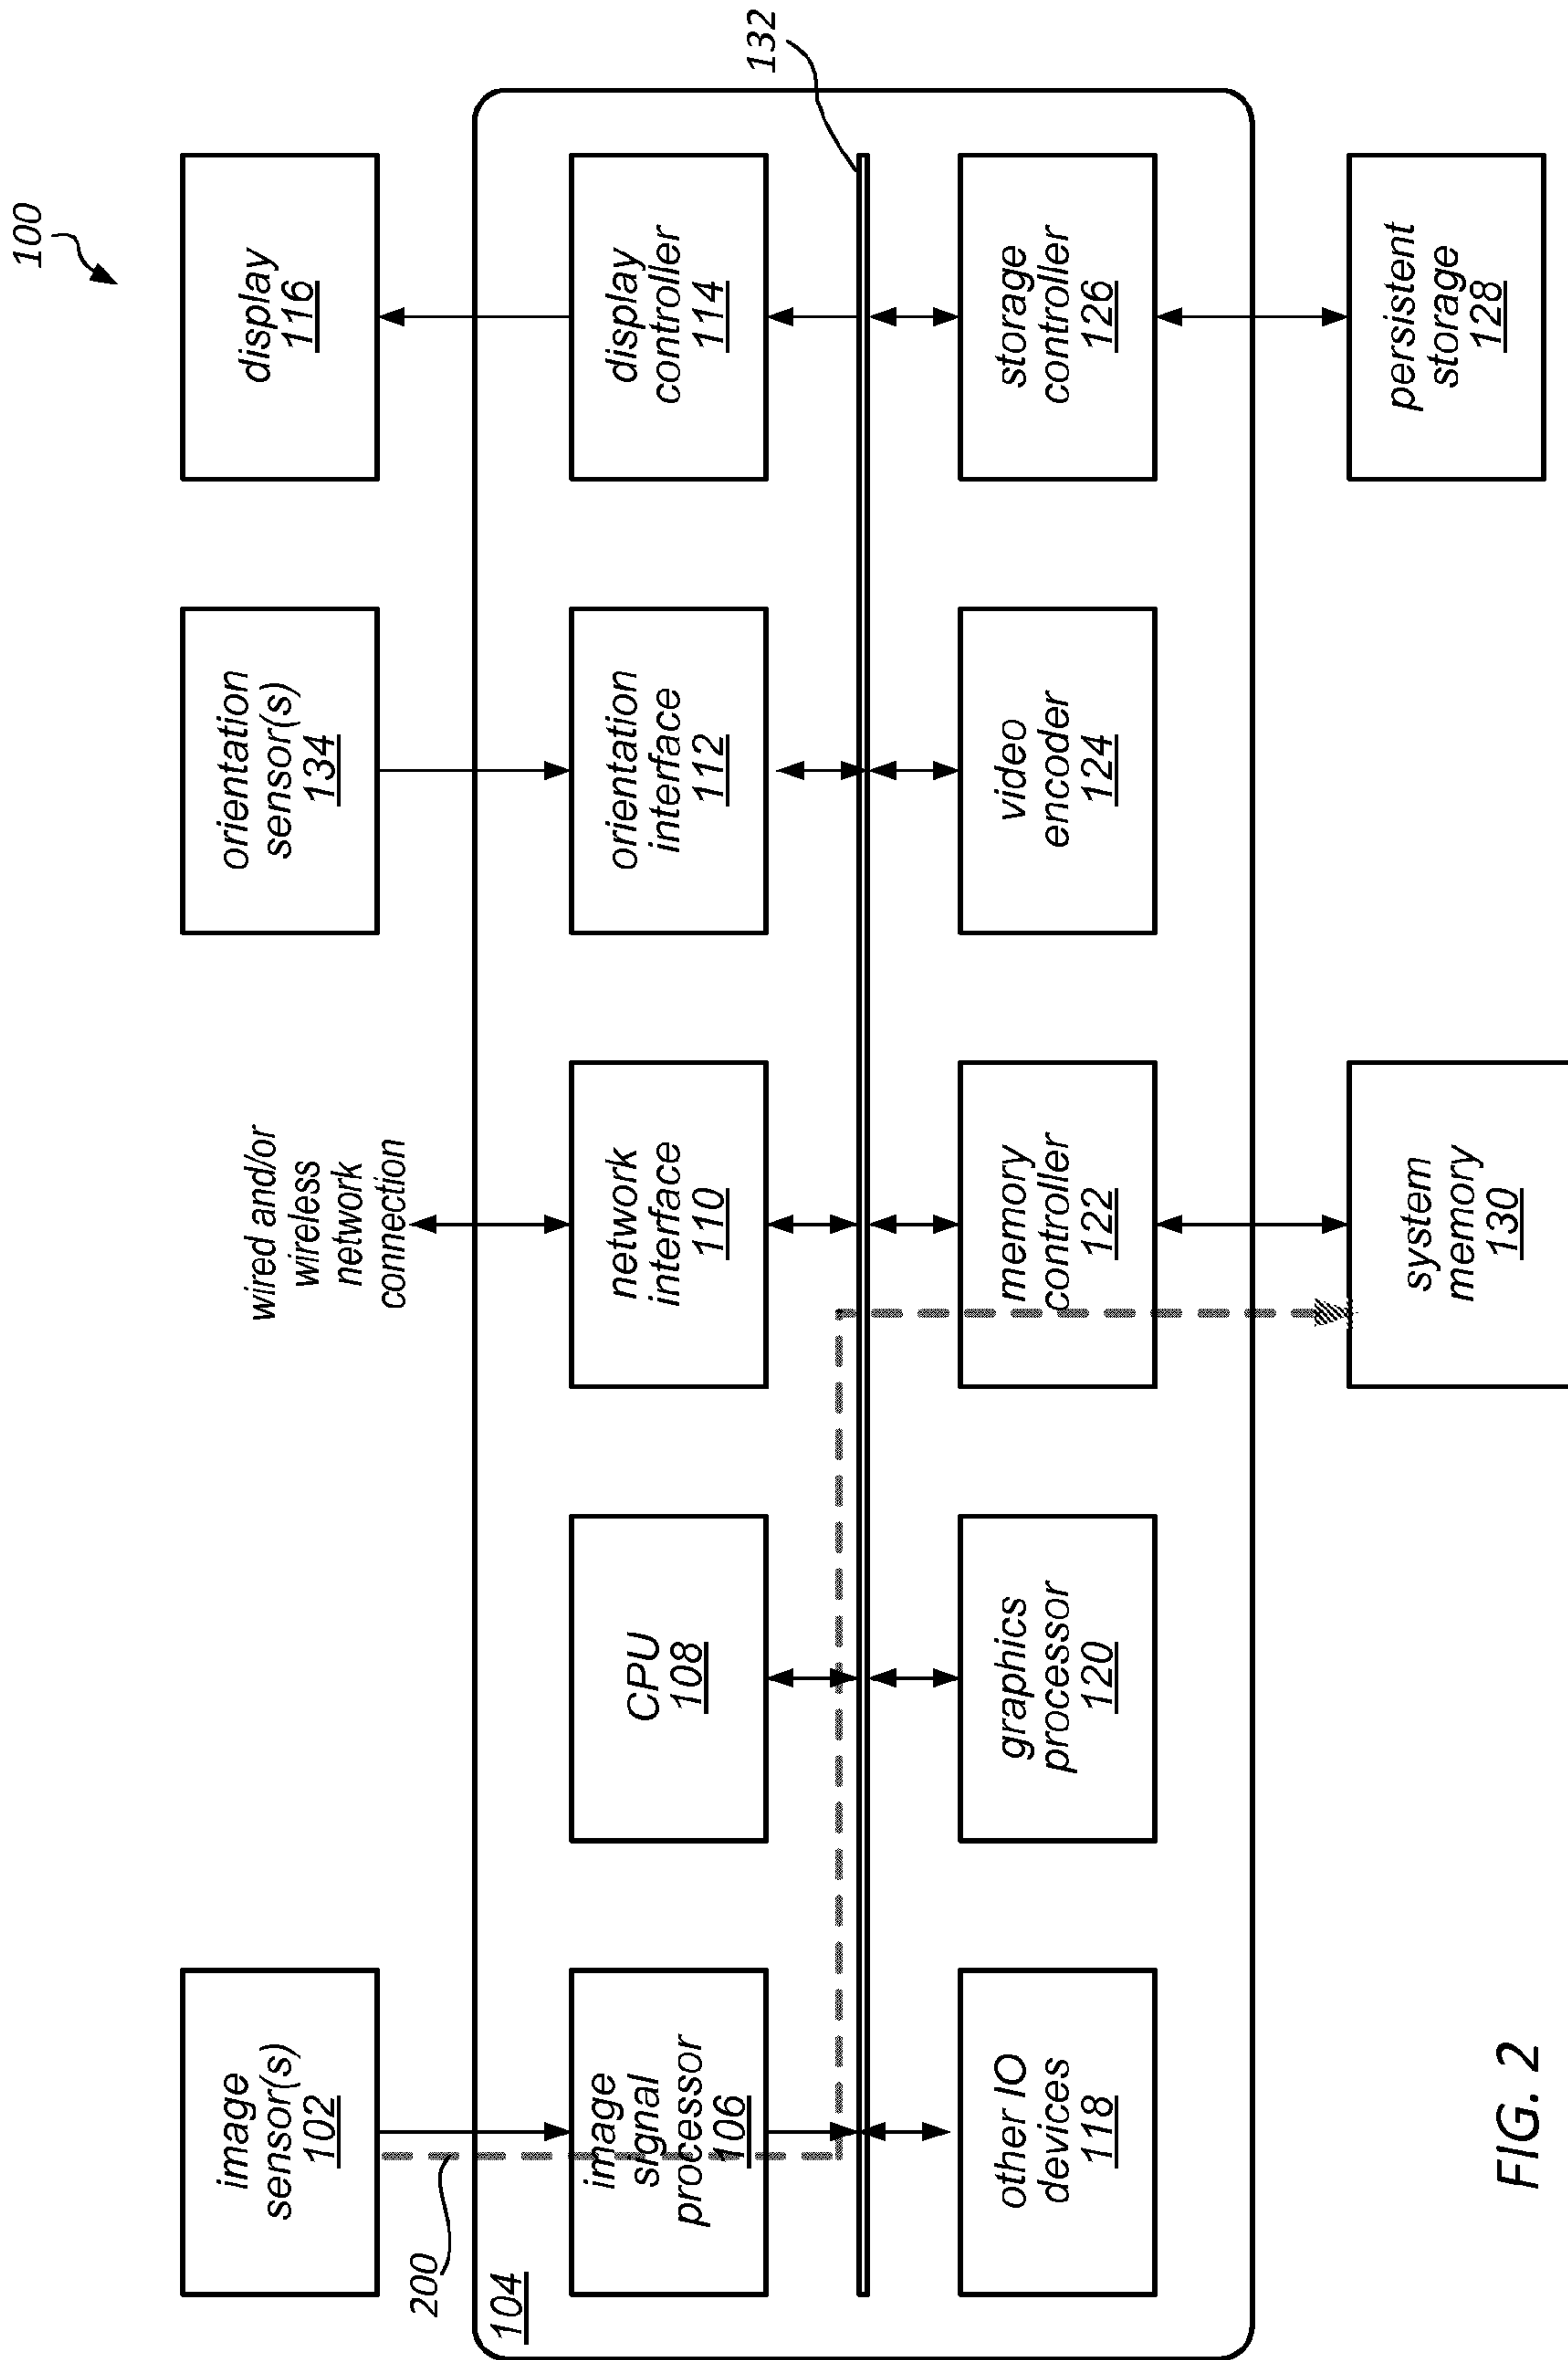 100
image
sensor(s)
102
wired and/or
wireless
network
connection
orientation
sensor(s)
134
display
116
200
104
image
signal
processor
106
CPU
108
network
interface
110
orientation
interface
112
display
controller
114
132
other IO
devices
118
graphics
processor
120
memory
controller
122
video
encoder
124
storage
controller
126
system
memory
130
persistent
storage
128
FIG. 2